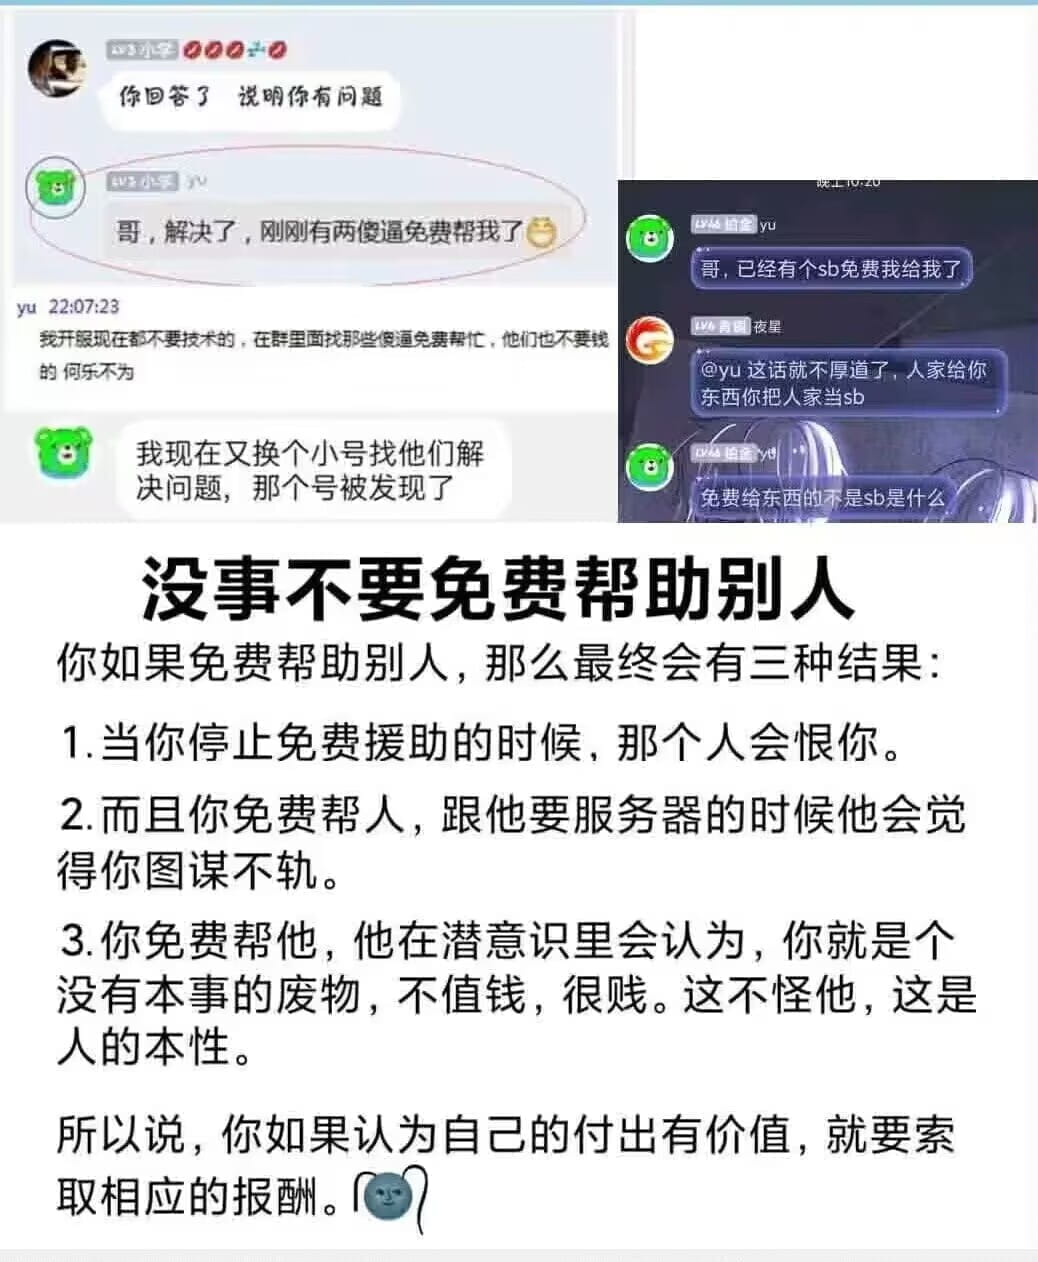 LV3 小学
你回答了 说明你有问题
LV3 小学 yu
哥，解决了，刚刚有两傻逼免费帮我了
yu 22:07:23
我开服现在都不要技术的，在群里面找那些傻逼免费帮忙，他们也不要钱
的 何乐不为
我现在又换个小号找他们解
决问题，那个号被发现了
晚上10:20
LV46 铂金 yu
哥，已经有个sb免费我给我了
LV6 青铜 夜星
@yu 这话就不厚道了，人家给你
东西你把人家当sb
LV46 铂金 yu
免费给东西的不是sb是什么
没事不要免费帮助别人
你如果免费帮助别人，那么最终会有三种结果：
1.当你停止免费援助的时候，那个人会恨你。
2.而且你免费帮人，跟他要服务器的时候他会觉
得你图谋不轨。
3.你免费帮他，他在潜意识里会认为，你就是个
没有本事的废物，不值钱，很贱。这不怪他，这是
人的本性。
所以说，你如果认为自己的付出有价值，就要索
取相应的报酬。